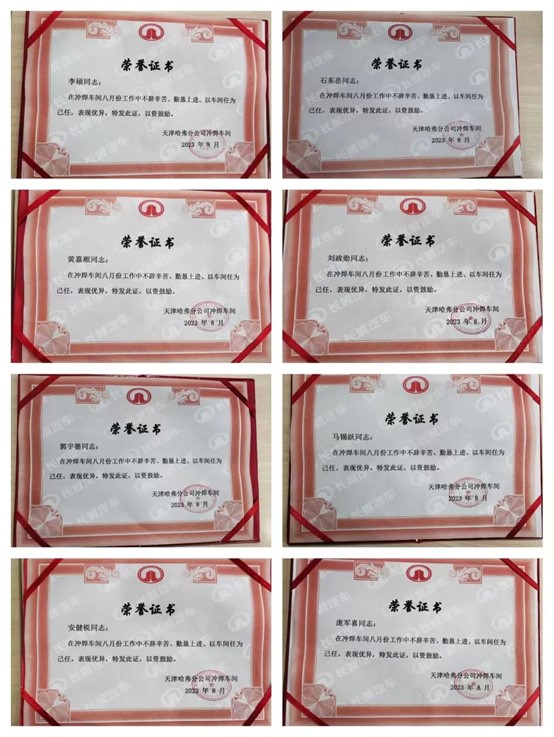 荣誉证书
李硕同志：
在冲焊车间八月份工作中不辞辛苦、勤恳上进、以车间任为
己任，表现优异，特发此证，以资鼓励。
天津哈弗分公司冲焊车间
2023 年 8 月
荣誉证书
石东岳同志：
在冲焊车间八月份工作中不辞辛苦、勤恳上进、以车间任为
己任，表现优异，特发此证，以资鼓励。
天津哈弗分公司冲焊车间
2023 年 8 月
荣誉证书
黄嘉顺同志：
在冲焊车间八月份工作中不辞辛苦、勤恳上进、以车间任为
己任，表现优异，特发此证，以资鼓励。
天津哈弗分公司冲焊车间
2023 年 8 月
荣誉证书
刘政勋同志：
在冲焊车间八月份工作中不辞辛苦、勤恳上进、以车间任为
己任，表现优异，特发此证，以资鼓励。
天津哈弗分公司冲焊车间
2023 年 8 月
荣誉证书
郭宇德同志：
在冲焊车间八月份工作中不辞辛苦、勤恳上进、以车间任为
己任，表现优异，特发此证，以资鼓励。
天津哈弗分公司冲焊车间
2023 年 8 月
荣誉证书
马锡跃同志：
在冲焊车间八月份工作中不辞辛苦、勤恳上进、以车间任为
己任，表现优异，特发此证，以资鼓励。
天津哈弗分公司冲焊车间
2023 年 8 月
荣誉证书
安健锐同志：
在冲焊车间八月份工作中不辞辛苦、勤恳上进、以车间任为
己任，表现优异，特发此证，以资鼓励。
天津哈弗分公司冲焊车间
2023 年 8 月
荣誉证书
庞军喜同志：
在冲焊车间八月份工作中不辞辛苦、勤恳上进、以车间任为
己任，表现优异，特发此证，以资鼓励。
天津哈弗分公司冲焊车间
2023 年 8 月